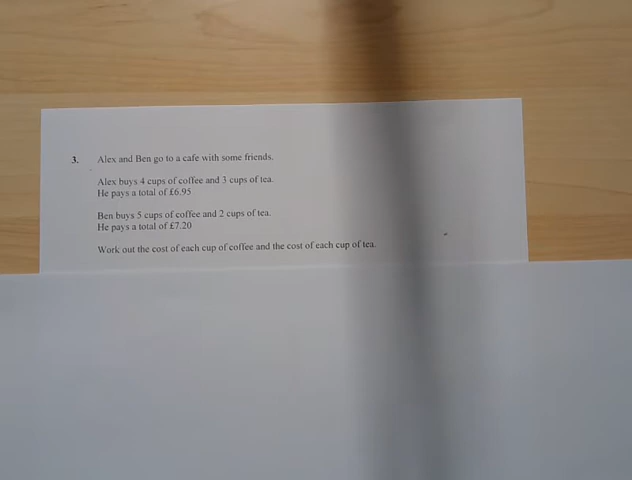 3. Alex and Ben go to a cafe with some friends.
Alex buys 4 cups of coffee and 3 cups of tea.
He pays a total of £6.95
Ben buys 5 cups of coffee and 2 cups of tea.
He pays a total of £7.20
Work out the cost of each cup of coffee and the cost of each cup of tea.